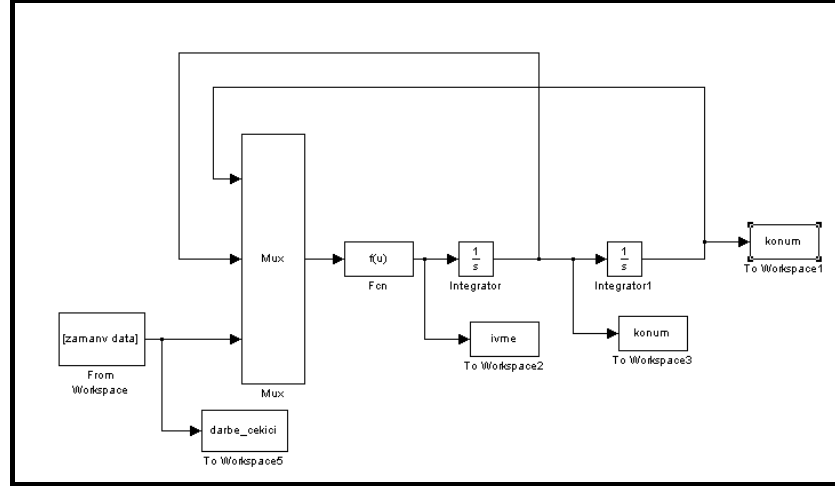 Mux
Mux
f(u)
Fcn
1
s
Integrator
1
s
Integrator1
konum
To Workspace1
[zamanv data]
From
Workspace
ivme
To Workspace2
konum
To Workspace3
darbe_cekici
To Workspace5